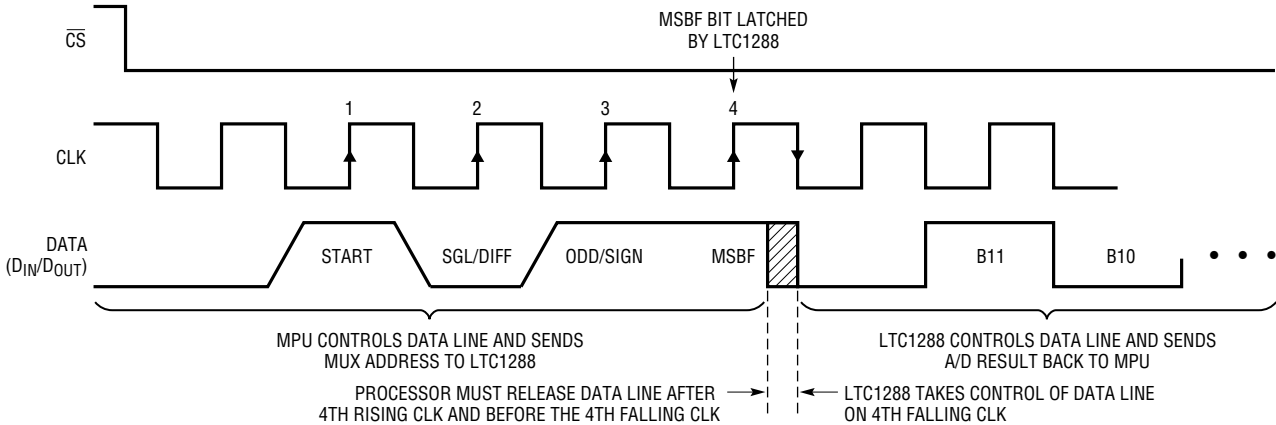 MSBF BIT LATCHED
BY LTC1288
CS
1 2 3 4
CLK
DATA
(DIN/DOUT)
START SGL/DIFF ODD/SIGN MSBF B11 B10 • • •
MPU CONTROLS DATA LINE AND SENDS
MUX ADDRESS TO LTC1288
LTC1288 CONTROLS DATA LINE AND SENDS
A/D RESULT BACK TO MPU
PROCESSOR MUST RELEASE DATA LINE AFTER
4TH RISING CLK AND BEFORE THE 4TH FALLING CLK
LTC1288 TAKES CONTROL OF DATA LINE
ON 4TH FALLING CLK